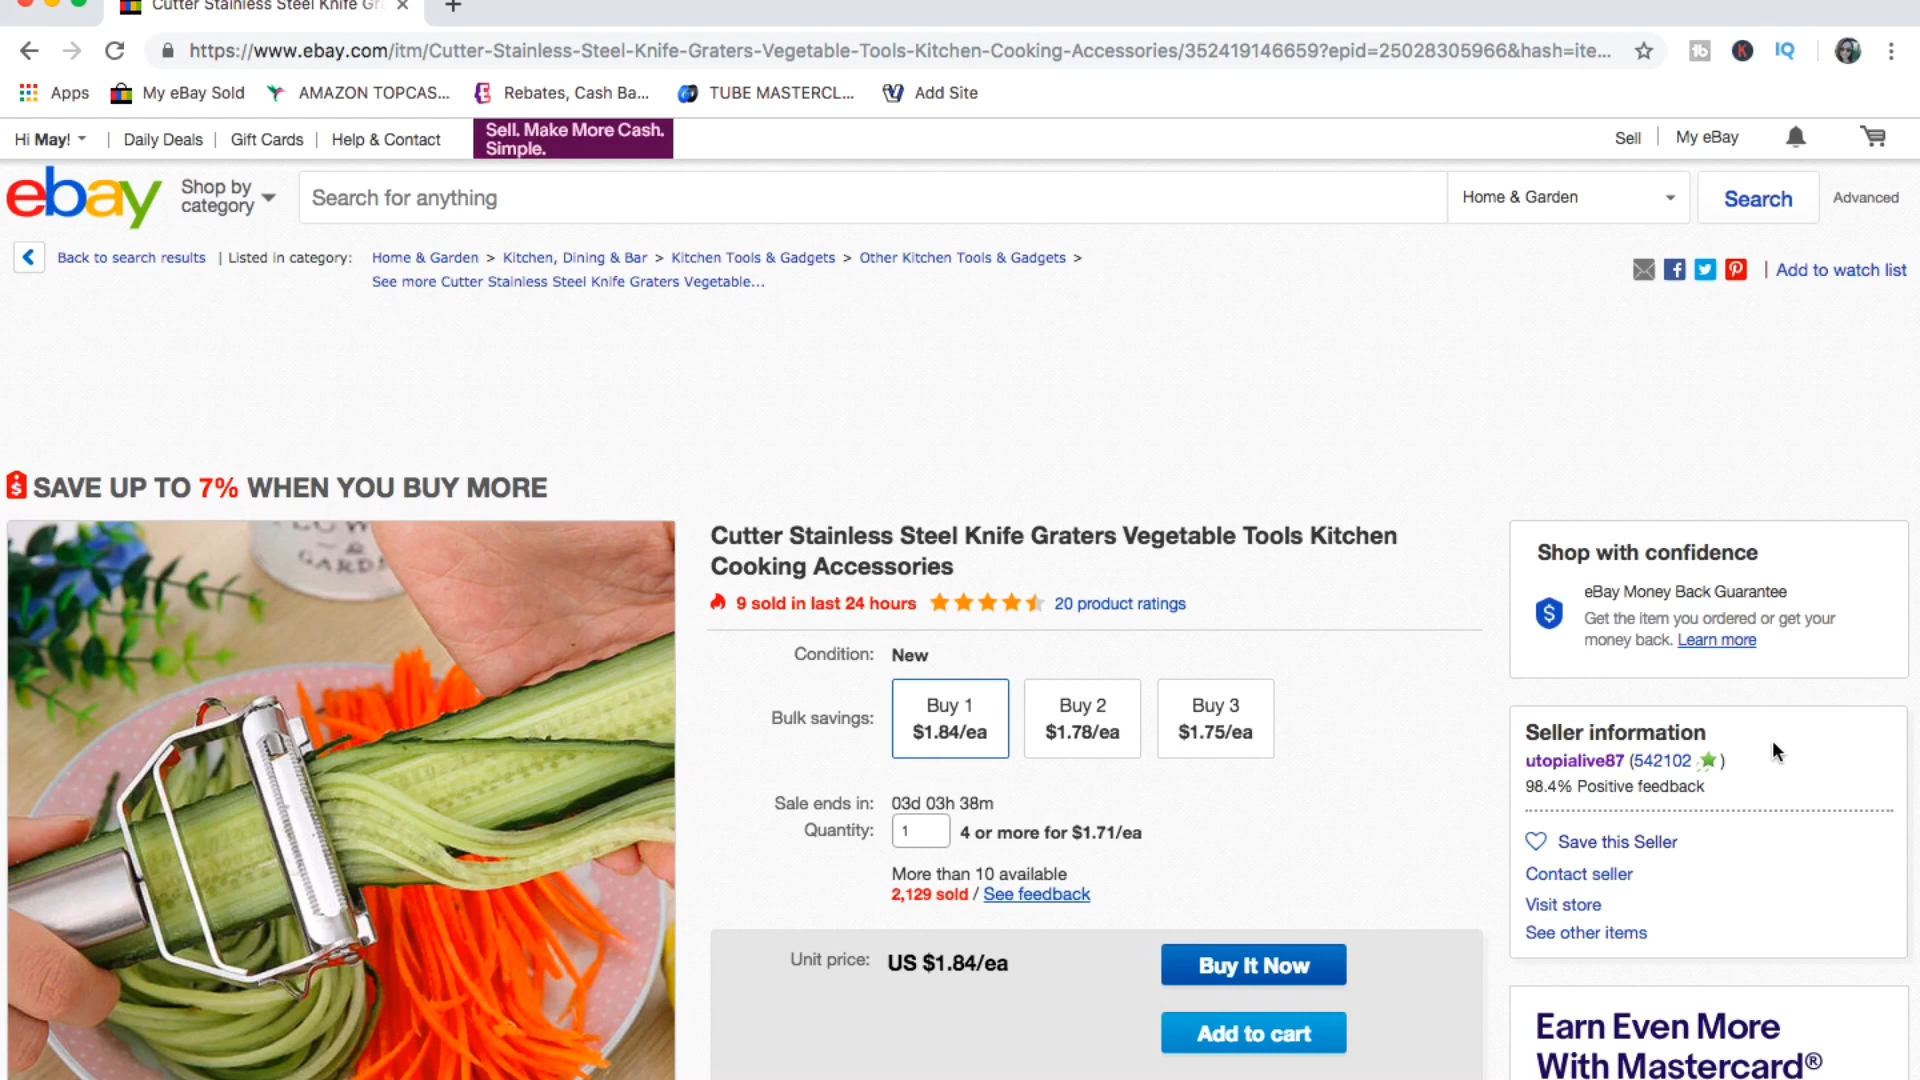 Cutter Stainless Steel Knife Gra
https://www.ebay.com/itm/Cutter-Stainless-Steel-Knife-Graters-Vegetable-Tools-Kitchen-Cooking-Accessories/352419146659?epid=25028305966&hash=ite...
tb
K
IQ
Apps
My eBay Sold
AMAZON TOPCAS...
Rebates, Cash Ba...
TUBE MASTERCL...
Add Site
Hi May!
Daily Deals
Gift Cards
Help & Contact
Sell. Make More Cash.
Simple.
Sell
My eBay
ebay
Shop by
category
Search for anything
Home & Garden
Search
Advanced
Back to search results | Listed in category:
Home & Garden > Kitchen, Dining & Bar > Kitchen Tools & Gadgets > Other Kitchen Tools & Gadgets >
See more Cutter Stainless Steel Knife Graters Vegetable...
| Add to watch list
SAVE UP TO 7% WHEN YOU BUY MORE
GARD
Cutter Stainless Steel Knife Graters Vegetable Tools Kitchen
Cooking Accessories
9 sold in last 24 hours
20 product ratings
Condition: New
Bulk savings:
Buy 1
$1.84/ea
Buy 2
$1.78/ea
Buy 3
$1.75/ea
Sale ends in: 03d 03h 38m
Quantity: 1 4 or more for $1.71/ea
More than 10 available
2,129 sold / See feedback
Unit price: US $1.84/ea
Buy It Now
Add to cart
Shop with confidence
eBay Money Back Guarantee
Get the item you ordered or get your
money back. Learn more
Seller information
utopialive87 (542102 )
98.4% Positive feedback
Save this Seller
Contact seller
Visit store
See other items
Earn Even More
With Mastercard®